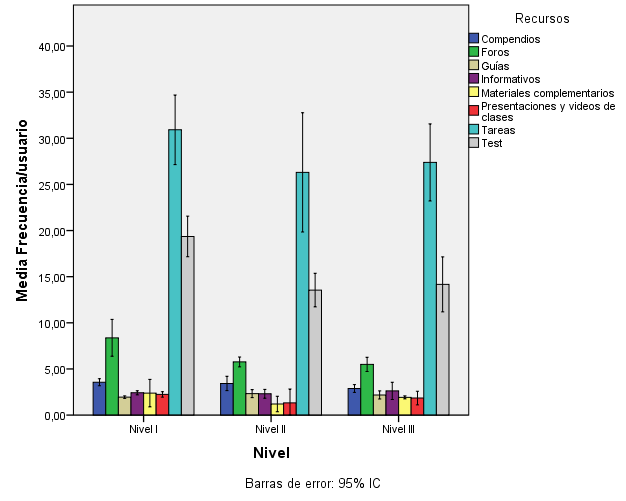 Recursos
Compendios
Foros
Guías
Informativos
Materiales complementarios
Presentaciones y videos de
clases
Tareas
Test
Media Frecuencia/usuario
40,00
35,00
30,00
25,00
20,00
15,00
10,00
5,00
0,00
Nivel I
Nivel II
Nivel III
Nivel
Barras de error: 95% IC